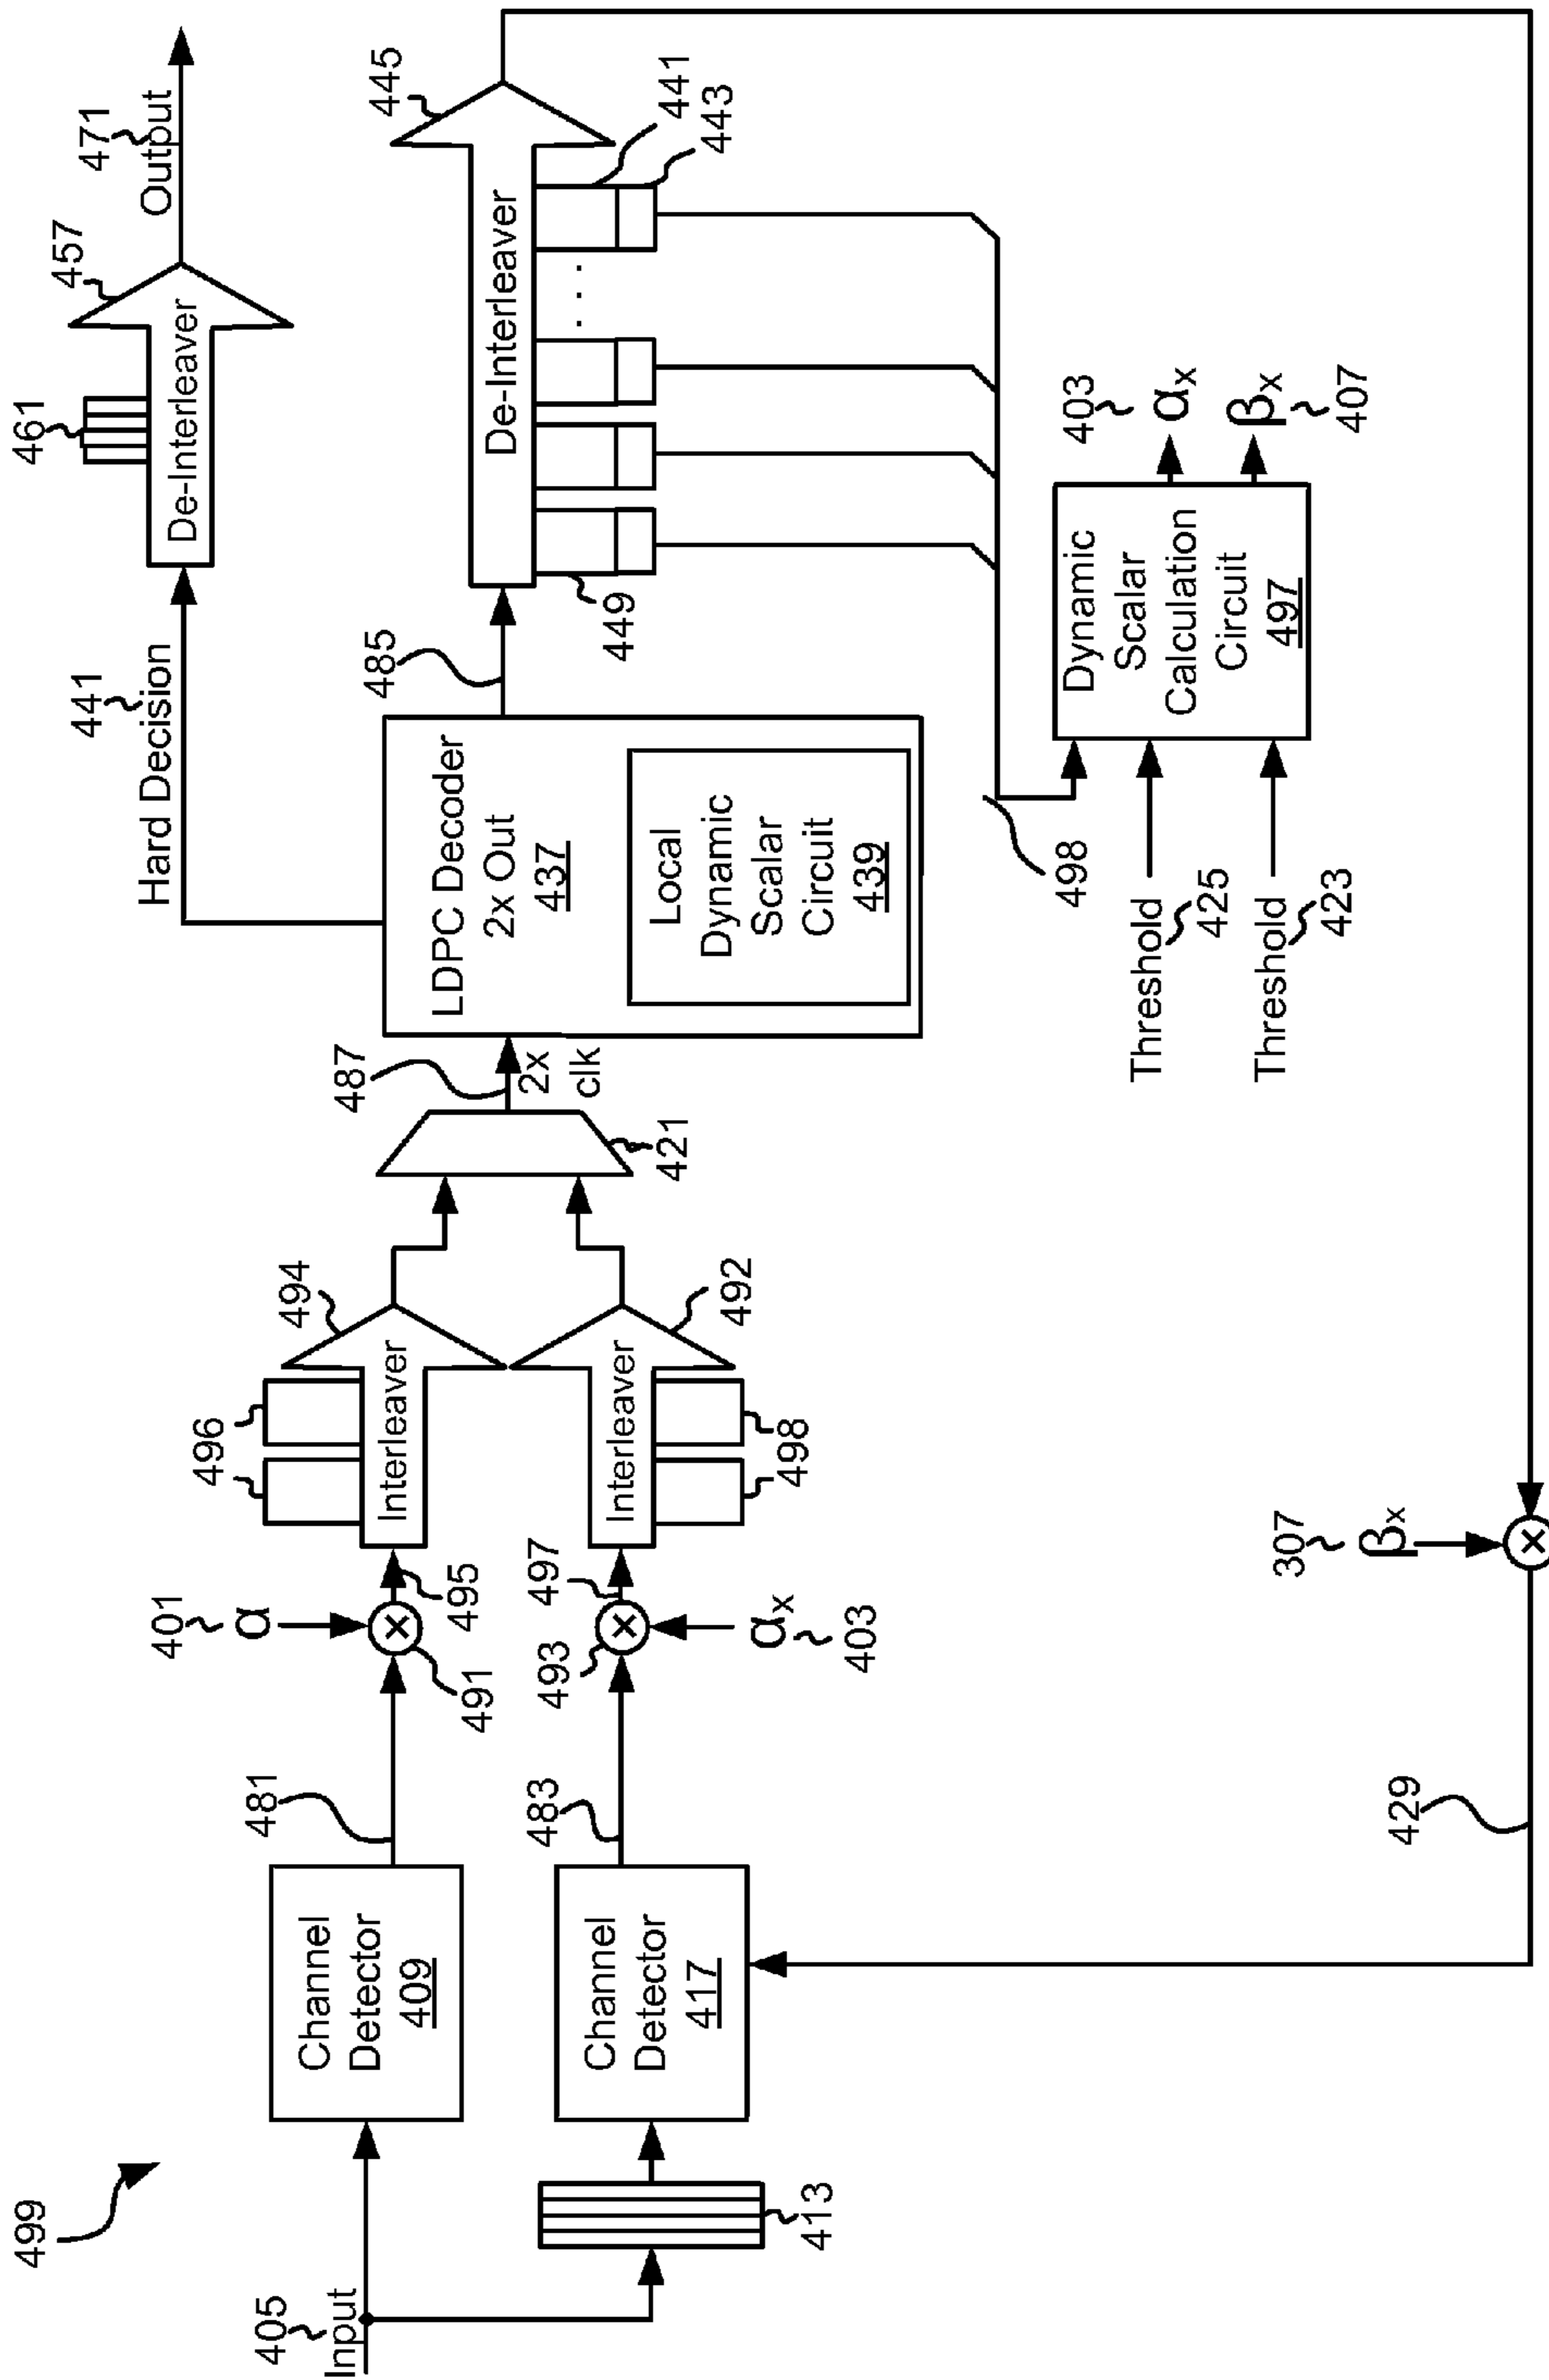 499
405
Input
413
Channel
Detector
409
Channel
Detector
417
481
483
491
493
401
α
αx
403
495
497
496
Interleaver
494
Interleaver
492
498
421
487
2x
clk
LDPC Decoder
2x Out
437
Local
Dynamic
Scalar
Circuit
439
441
Hard Decision
461
De-Interleaver
457
471
Output
485
De-Interleaver
445
449
. . .
441
443
498
Threshold
425
Threshold
423
Dynamic
Scalar
Calculation
Circuit
497
403
αx
βx
407
307
βx
429